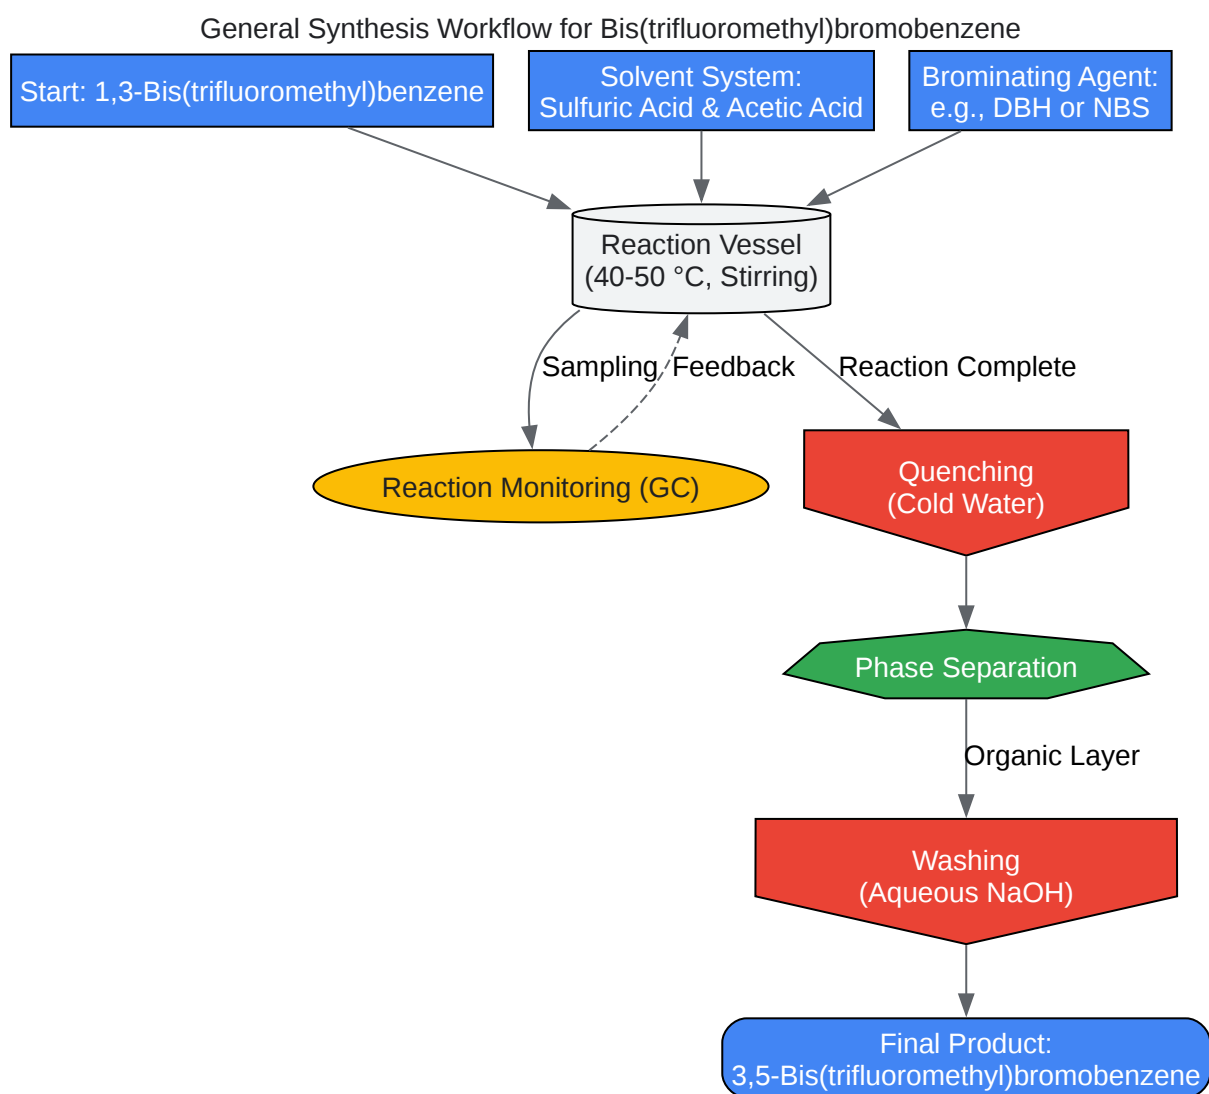 General Synthesis Workflow for Bis(trifluoromethyl)bromobenzene
Start: 1,3-Bis(trifluoromethyl)benzene
Solvent System:
Sulfuric Acid & Acetic Acid
Brominating Agent:
e.g., DBH or NBS
Reaction Vessel
(40-50 °C, Stirring)
Sampling
Feedback
Reaction Complete
Reaction Monitoring (GC)
Quenching
(Cold Water)
Phase Separation
Organic Layer
Washing
(Aqueous NaOH)
Final Product:
3,5-Bis(trifluoromethyl)bromobenzene